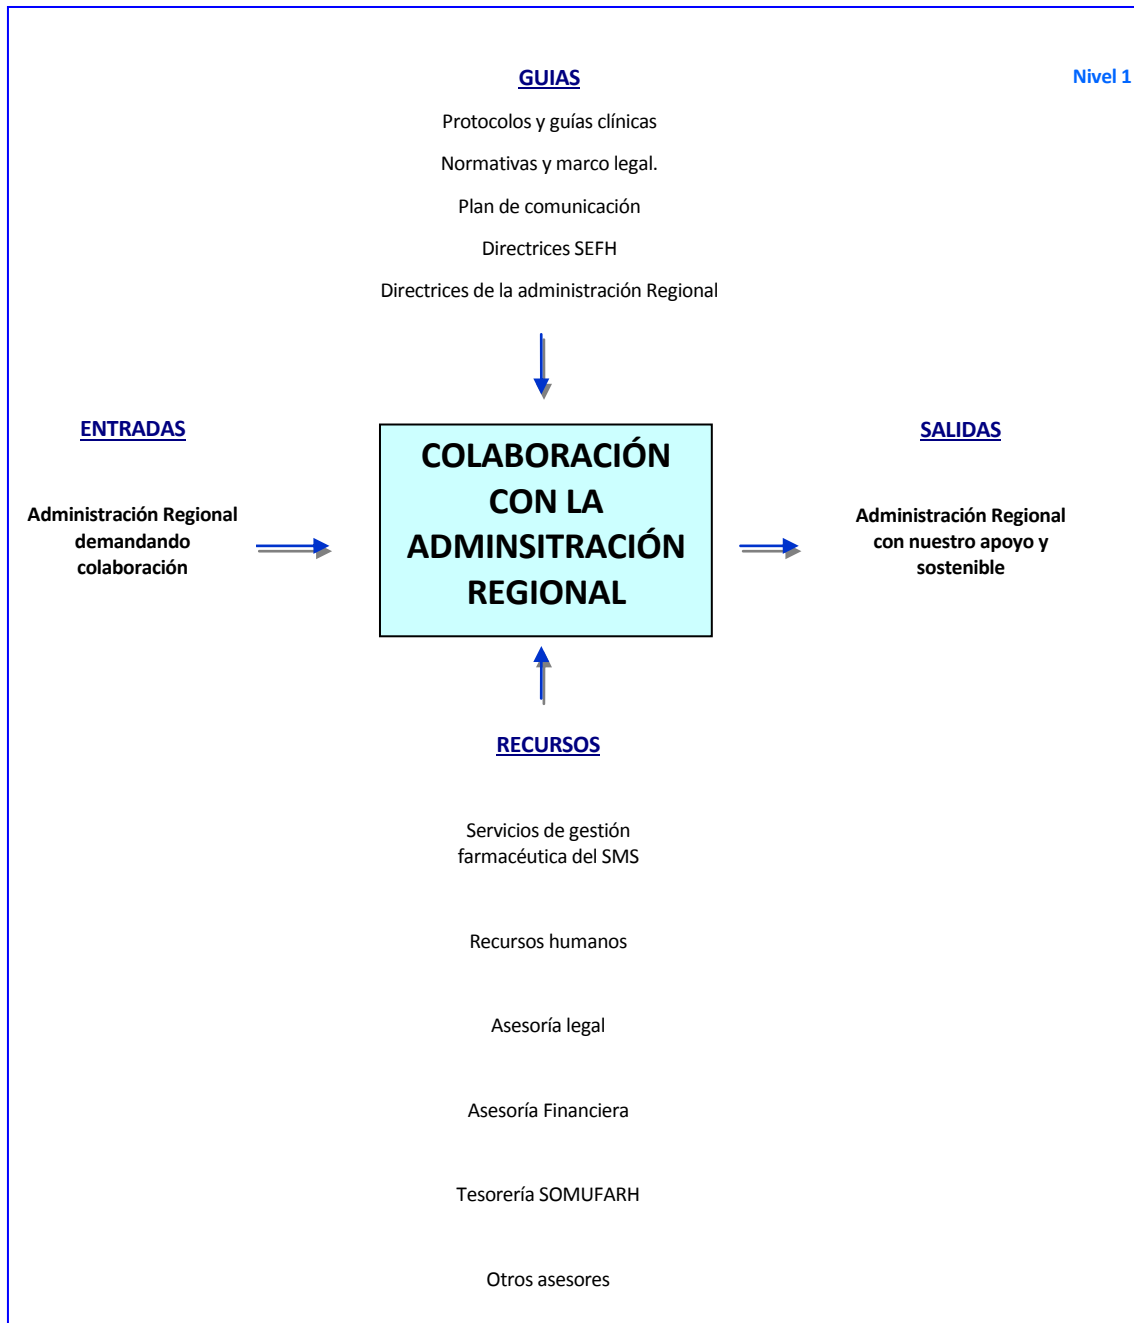 GUIAS
Nivel 1
Protocolos y guías clínicas
Normativas y marco legal.
Plan de comunicación
Directrices SEFH
Directrices de la administración Regional
ENTRADAS
Administración Regional
demandando
colaboración
COLABORACIÓN
CON LA
ADMINSITRACIÓN
REGIONAL
SALIDAS
Administración Regional
con nuestro apoyo y
sostenible
RECURSOS
Servicios de gestión
farmacéutica del SMS
Recursos humanos
Asesoría legal
Asesoría Financiera
Tesorería SOMUFARH
Otros asesores